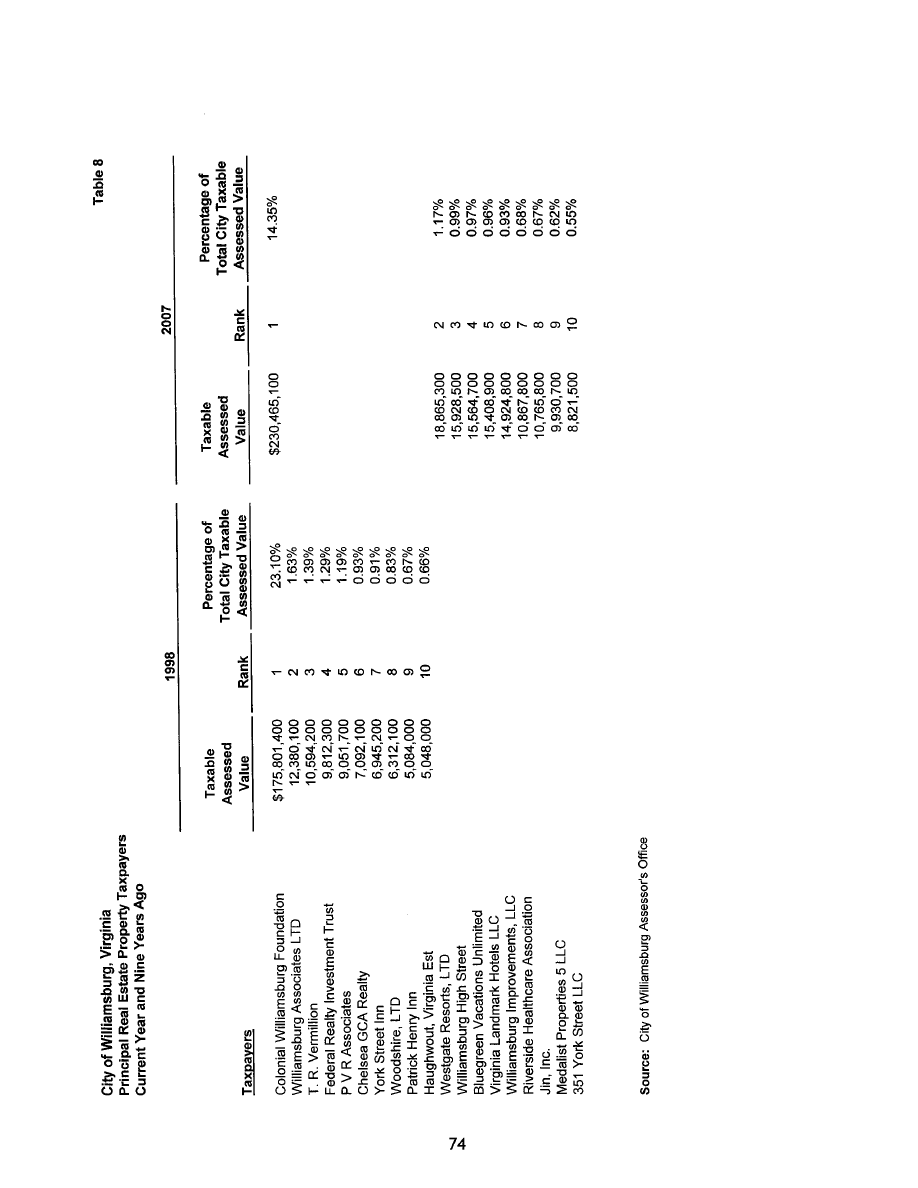 Table 8
City of Williamsburg, Virginia
Principal Real Estate Property Taxpayers
Current Year and Nine Years Ago
1998 2007
Taxable Percentage of Taxable Percentage of
Assessed Total City Taxable Assessed Total City Taxable
Taxpayers Value Rank Assessed Value Value Rank Assessed Value
Colonial Williamsburg Foundation $175,801,400 1 23.10% $230,465,100 1 14.35%
Williamsburg Associates LTD 12,380,100 2 1.63%
T. R. Vermillion 10,594,200 3 1.39%
Federal Realty Investment Trust 9,812,300 4 1.29%
P V R Associates 9,051,700 5 1.19%
Chelsea GCA Realty 7,092,100 6 0.93%
York Street Inn 6,945,200 7 0.91%
Woodshire, LTD 6,312,100 8 0.83%
Patrick Henry Inn 5,084,000 9 0.67%
Haughwout, Virginia Est 5,048,000 10 0.66%
Westgate Resorts, LTD 18,865,300 2 1.17%
Williamsburg High Street 15,928,500 3 0.99%
Bluegreen Vacations Unlimited 15,564,700 4 0.97%
Virginia Landmark Hotels LLC 15,408,900 5 0.96%
Williamsburg Improvements, LLC 14,924,800 6 0.93%
Riverside Healthcare Association 10,867,800 7 0.68%
Jin, Inc. 10,765,800 8 0.67%
Medalist Properties 5 LLC 9,930,700 9 0.62%
351 York Street LLC 8,821,500 10 0.55%
Source: City of Williamsburg Assessor's Office
74